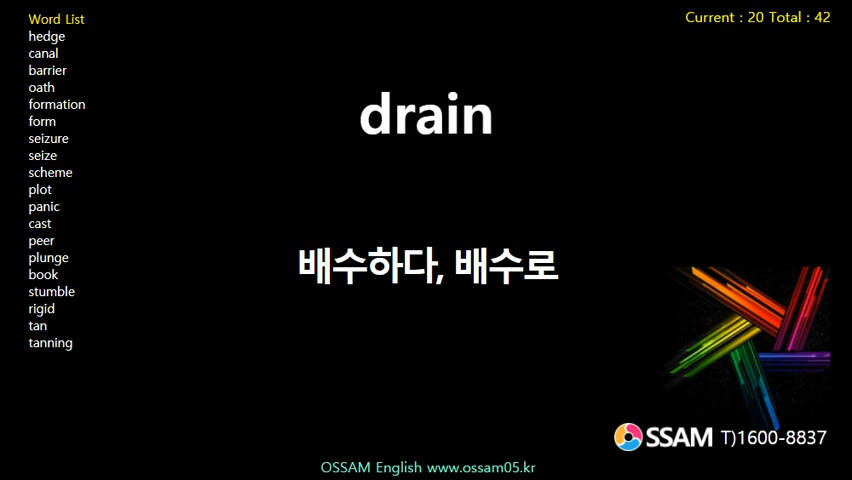 Word List
hedge
canal
barrier
oath
formation
form
seizure
seize
scheme
plot
panic
cast
peer
plunge
book
stumble
rigid
tan
tanning
Current : 20 Total : 42
drain
배수하다, 배수로
OSSAM T)1600-8837
OSSAM English www.ossam05.kr